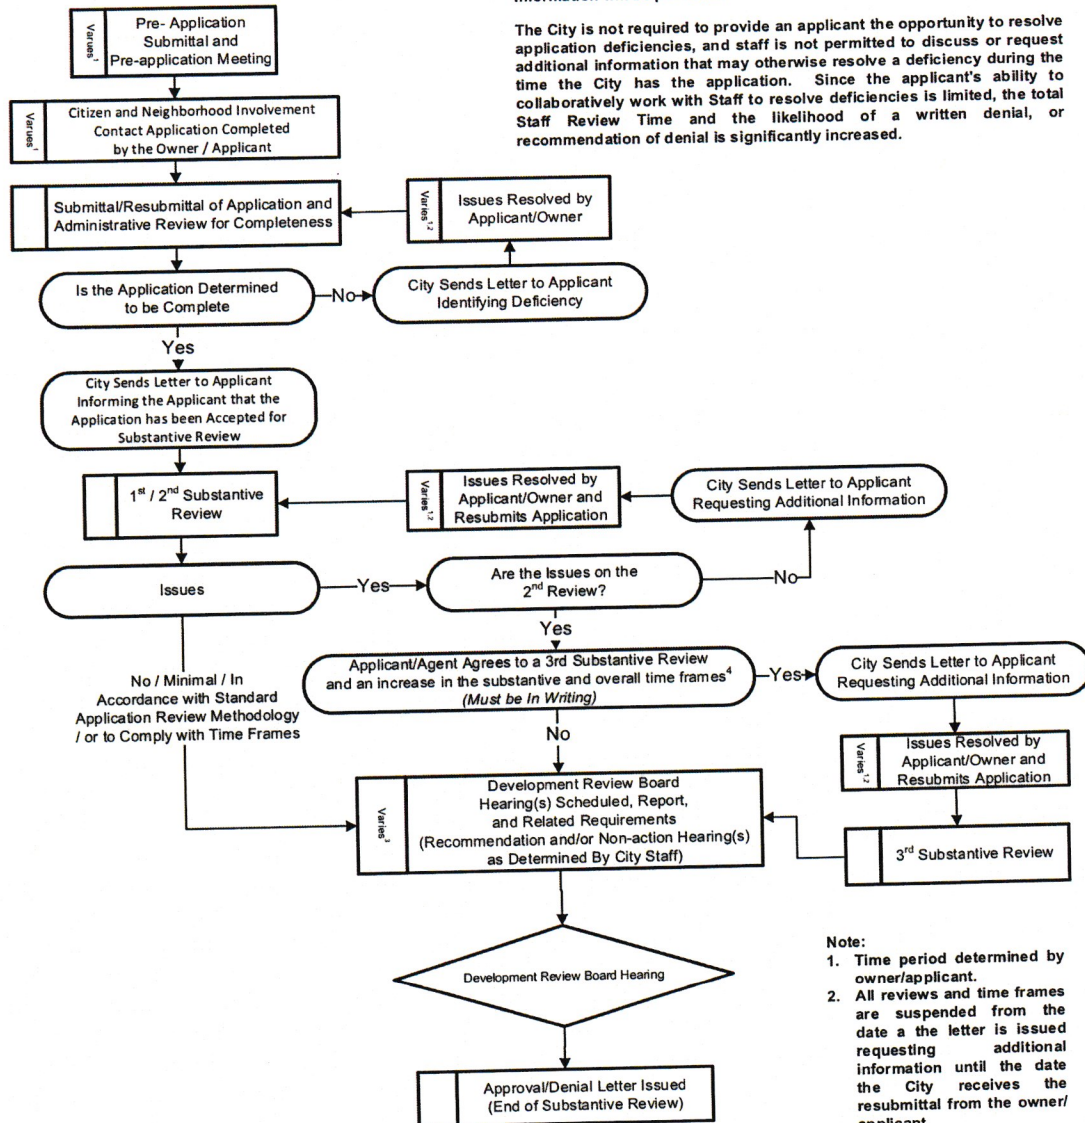 The City is not required to provide an applicant the opportunity to resolve
application deficiencies, and staff is not permitted to discuss or request
additional information that may otherwise resolve a deficiency during the
time the City has the application. Since the applicant's ability to
collaboratively work with Staff to resolve deficiencies is limited, the total
Staff Review Time and the likelihood of a written denial, or
recommendation of denial is significantly increased.
Varues1
Pre- Application
Submittal and
Pre-application Meeting
Varues1
Citizen and Neighborhood Involvement
Contact Application Completed
by the Owner / Applicant
Submittal/Resubmittal of Application and
Administrative Review for Completeness
Varies1,2
Issues Resolved by
Applicant/Owner
Is the Application Determined
to be Complete
No
City Sends Letter to Applicant
Identifying Deficiency
Yes
City Sends Letter to Applicant
Informing the Applicant that the
Application has been Accepted for
Substantive Review
1st / 2nd Substantive
Review
Varies1,2
Issues Resolved by
Applicant/Owner and
Resubmits Application
City Sends Letter to Applicant
Requesting Additional Information
Issues
Yes
Are the Issues on the
2nd Review?
No
Yes
No / Minimal / In
Accordance with Standard
Application Review Methodology
/ or to Comply with Time Frames
Applicant/Agent Agrees to a 3rd Substantive Review
and an increase in the substantive and overall time frames4
(Must be In Writing)
Yes
City Sends Letter to Applicant
Requesting Additional Information
No
Varies1,2
Issues Resolved by
Applicant/Owner and
Resubmits Application
Varies3
Development Review Board
Hearing(s) Scheduled, Report,
and Related Requirements
(Recommendation and/or Non-action Hearing(s)
as Determined By City Staff)
3rd Substantive Review
Development Review Board Hearing
Approval/Denial Letter Issued
(End of Substantive Review)
Note:
1. Time period determined by
owner/applicant.
2. All reviews and time frames
are suspended from the
date a the letter is issued
requesting additional
information until the date
the City receives the
resubmittal from the owner/
applicant